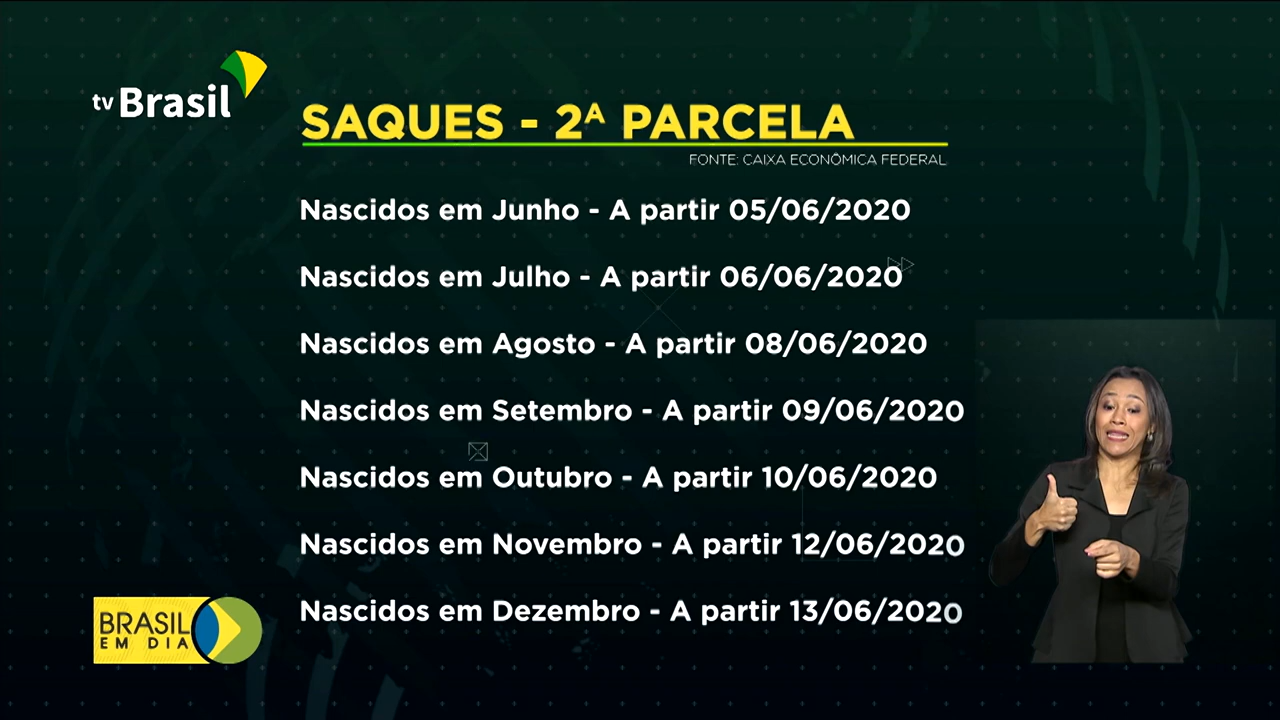 tv Brasil
SAQUES - 2ª PARCELA
FONTE: CAIXA ECONÔMICA FEDERAL
Nascidos em Junho - A partir 05/06/2020
Nascidos em Julho - A partir 06/06/2020
Nascidos em Agosto - A partir 08/06/2020
Nascidos em Setembro - A partir 09/06/2020
Nascidos em Outubro - A partir 10/06/2020
Nascidos em Novembro - A partir 12/06/2020
Nascidos em Dezembro - A partir 13/06/2020
BRASIL
EM DIA